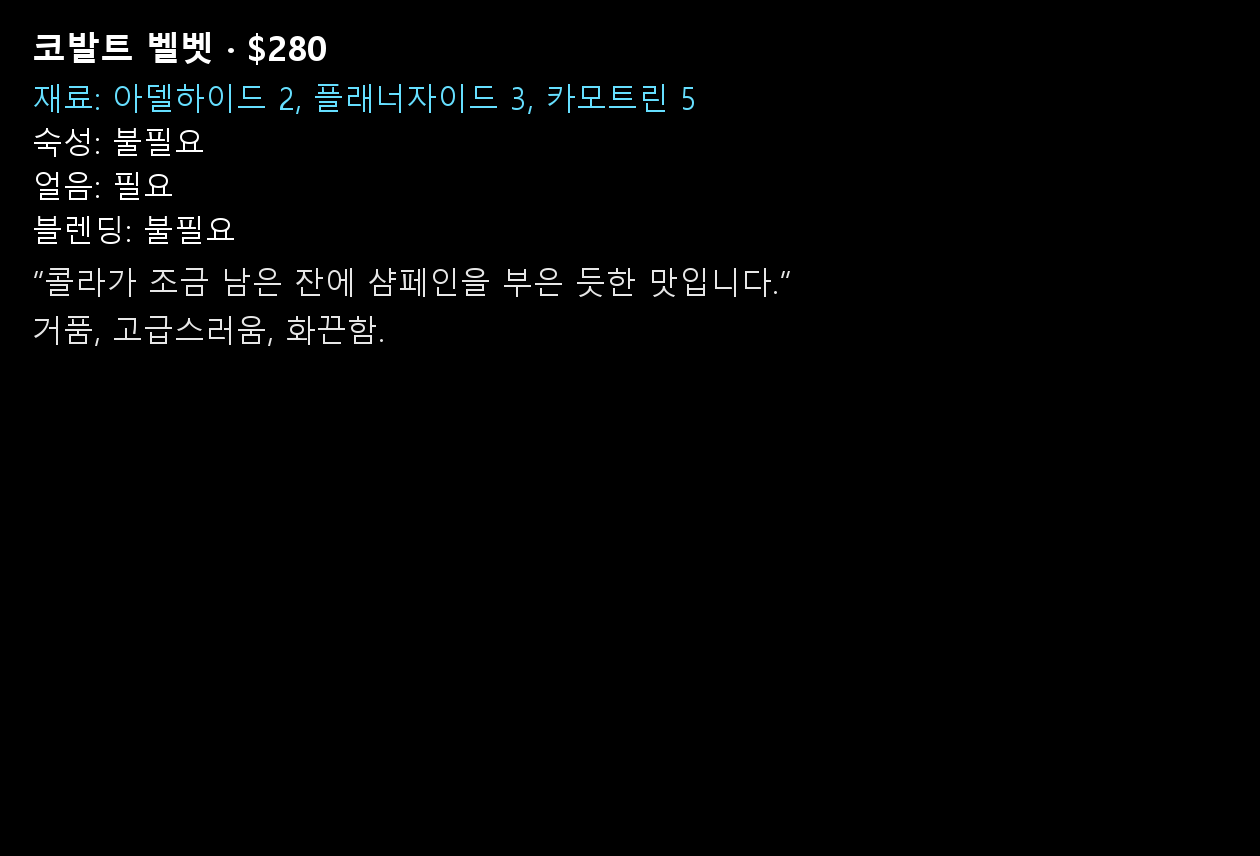 코발트 벨벳 · $280
재료: 아델하이드 2, 플래너자이드 3, 카모트린 5
숙성: 불필요
얼음: 필요
블렌딩: 불필요
“콜라가 조금 남은 잔에 샴페인을 부은 듯한 맛입니다.”
거품, 고급스러움, 화끈함.